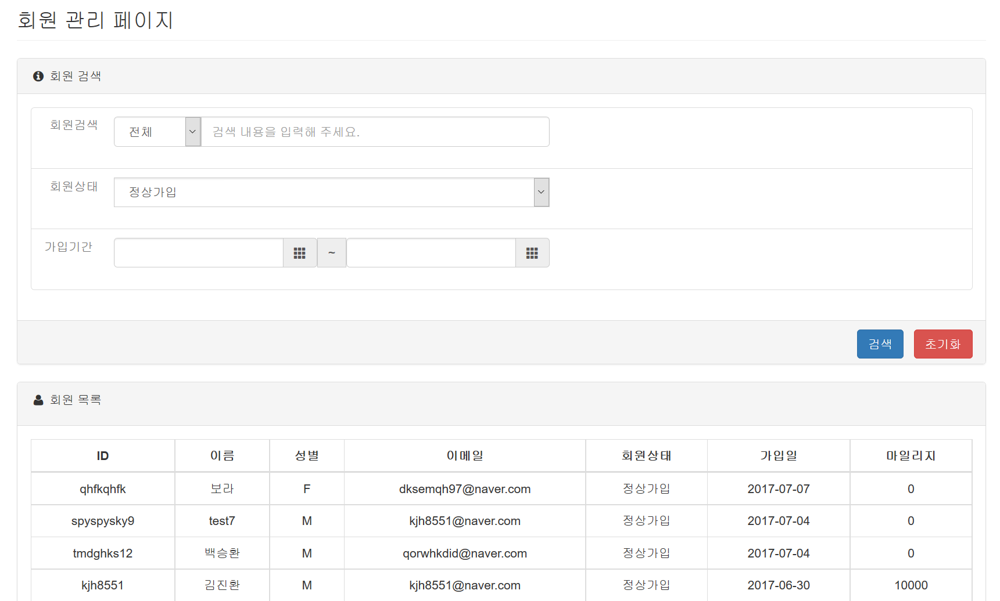 회원 관리 페이지
회원 검색
회원검색 전체 검색 내용을 입력해 주세요.
회원상태 정상가입
가입기간 ~
검색 초기화
회원 목록
ID 이름 성별 이메일 회원상태 가입일 마일리지
qhfkqhfk 보라 F dksemqh97@naver.com 정상가입 2017-07-07 0
spyspysky9 test7 M kjh8551@naver.com 정상가입 2017-07-04 0
tmdghks12 백승환 M qorwhkdid@naver.com 정상가입 2017-07-04 0
kjh8551 김진환 M kjh8551@naver.com 정상가입 2017-06-30 10000